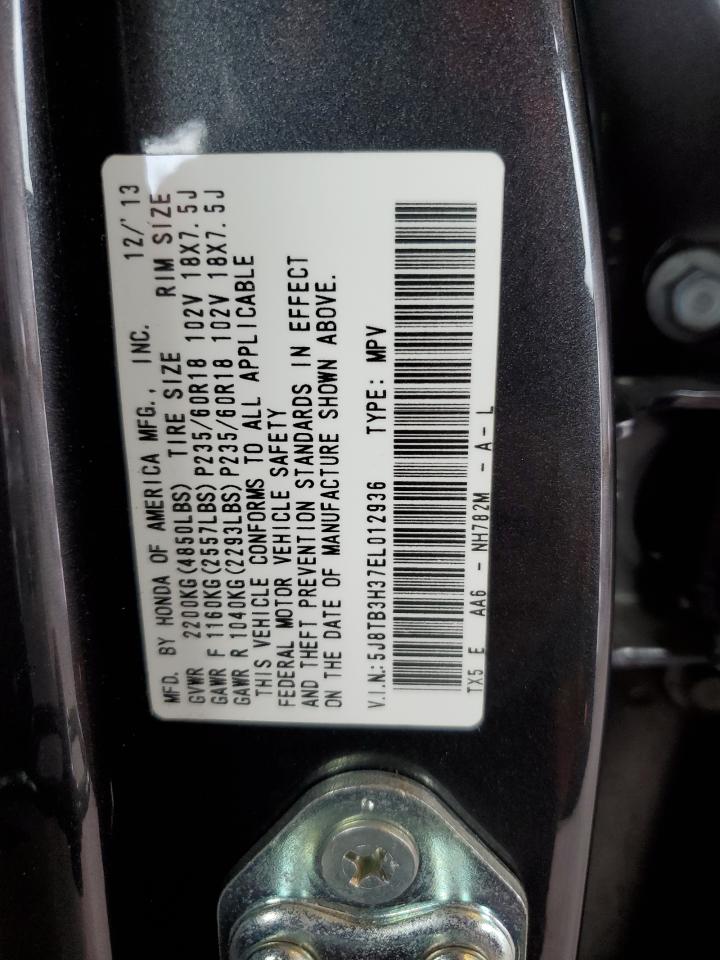 MFD. BY HONDA OF AMERICA MFG., INC. 12/'13
GVWR 2200KG(4850LBS) TIRE SIZE RIM SIZE
GAWR F 1160KG(2557LBS) P235/60R18 102V 18X7.5J
GAWR R 1040KG(2293LBS) P235/60R18 102V 18X7.5J
THIS VEHICLE CONFORMS TO ALL APPLICABLE
FEDERAL MOTOR VEHICLE SAFETY
AND THEFT PREVENTION STANDARDS IN EFFECT
ON THE DATE OF MANUFACTURE SHOWN ABOVE.
V.I.N.: 5J8TB3H37EL012936 TYPE: MPV
TX5 E AA6 - NH782M - A - L